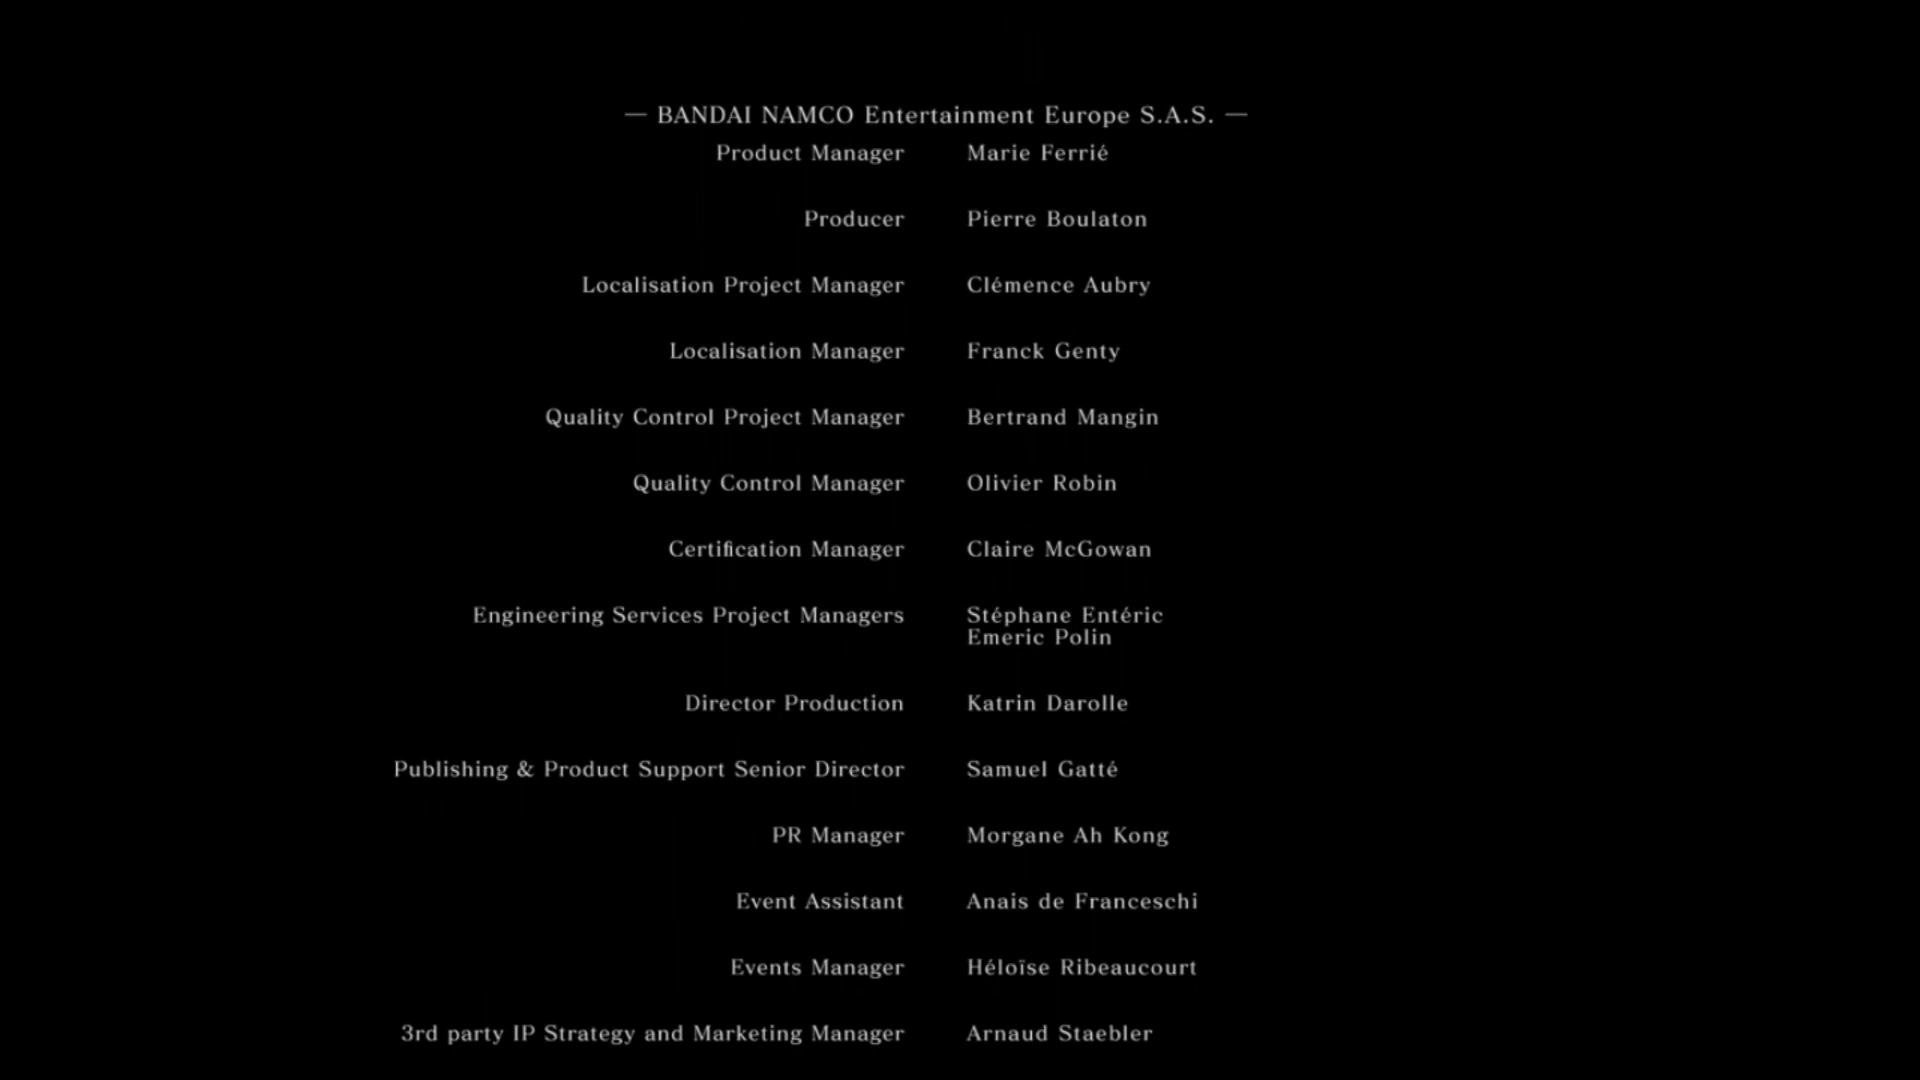 — BANDAI NAMCO Entertainment Europe S.A.S. —
Product Manager Marie Ferrié
Producer Pierre Boulaton
Localisation Project Manager Clémence Aubry
Localisation Manager Franck Genty
Quality Control Project Manager Bertrand Mangin
Quality Control Manager Olivier Robin
Certification Manager Claire McGowan
Engineering Services Project Managers Stéphane Entéric
Emeric Polin
Director Production Katrin Darolle
Publishing & Product Support Senior Director Samuel Gatté
PR Manager Morgane Ah Kong
Event Assistant Anais de Franceschi
Events Manager Héloïse Ribeaucourt
3rd party IP Strategy and Marketing Manager Arnaud Staebler